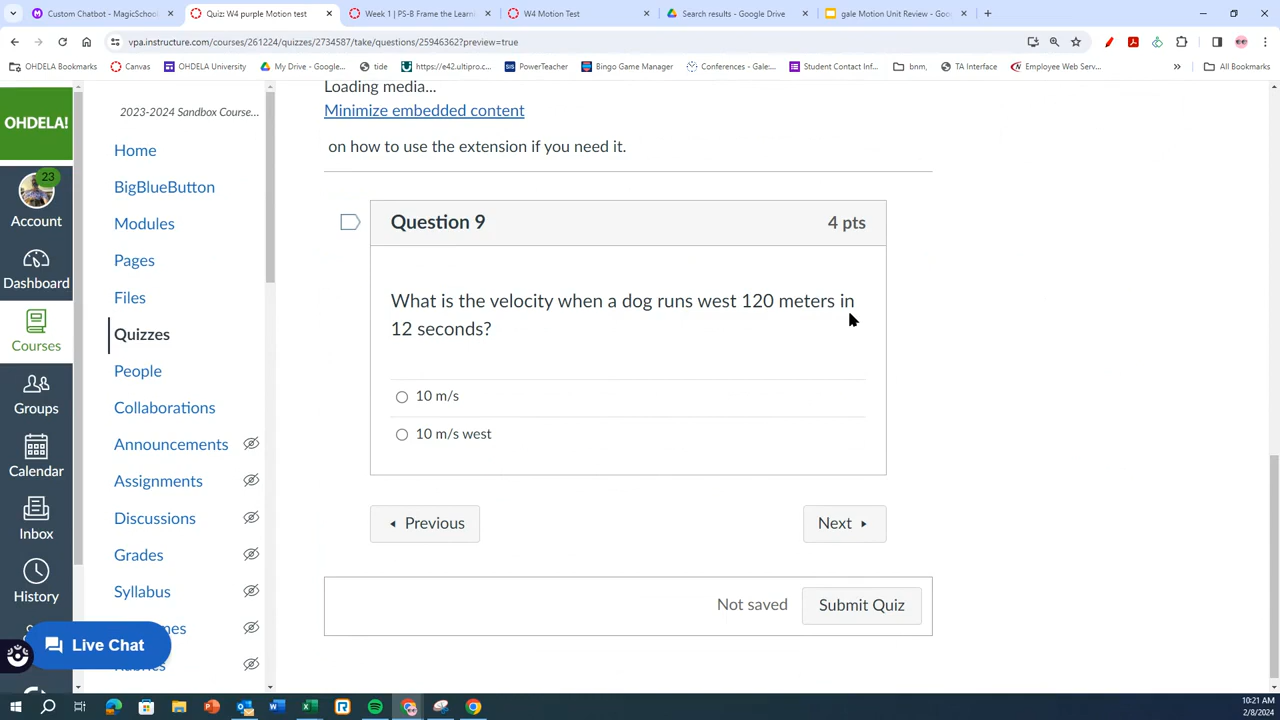 Custom Chatbot - MagicSchool
Quiz: W4 purple Motion test
Week 1 | PS-B Frame the Learni
W4 Motion Test
Search results - Google Drive
gale Motion Unit Review - Goo
vpa.instructure.com/courses/261224/quizzes/2734587/take/questions/25946362?preview=true
OHDELA Bookmarks
Canvas
OHDELA University
My Drive - Google...
tide
https://e42.ultipro.c...
PowerTeacher
Bingo Game Manager
Conferences - Gale:...
Student Contact Inf...
bnm,
TA Interface
Employee Web Serv...
»
All Bookmarks
OHDELA!
23
Account
Dashboard
Courses
Groups
Calendar
Inbox
History
2023-2024 Sandbox Course...
Home
BigBlueButton
Modules
Pages
Files
Quizzes
People
Collaborations
Announcements
Assignments
Discussions
Grades
Syllabus
Live Chat
Loading media...
Minimize embedded content
on how to use the extension if you need it.
Question 9
4 pts
What is the velocity when a dog runs west 120 meters in
12 seconds?
10 m/s
10 m/s west
Previous
Next
Not saved
Submit Quiz
10:21 AM
2/8/2024